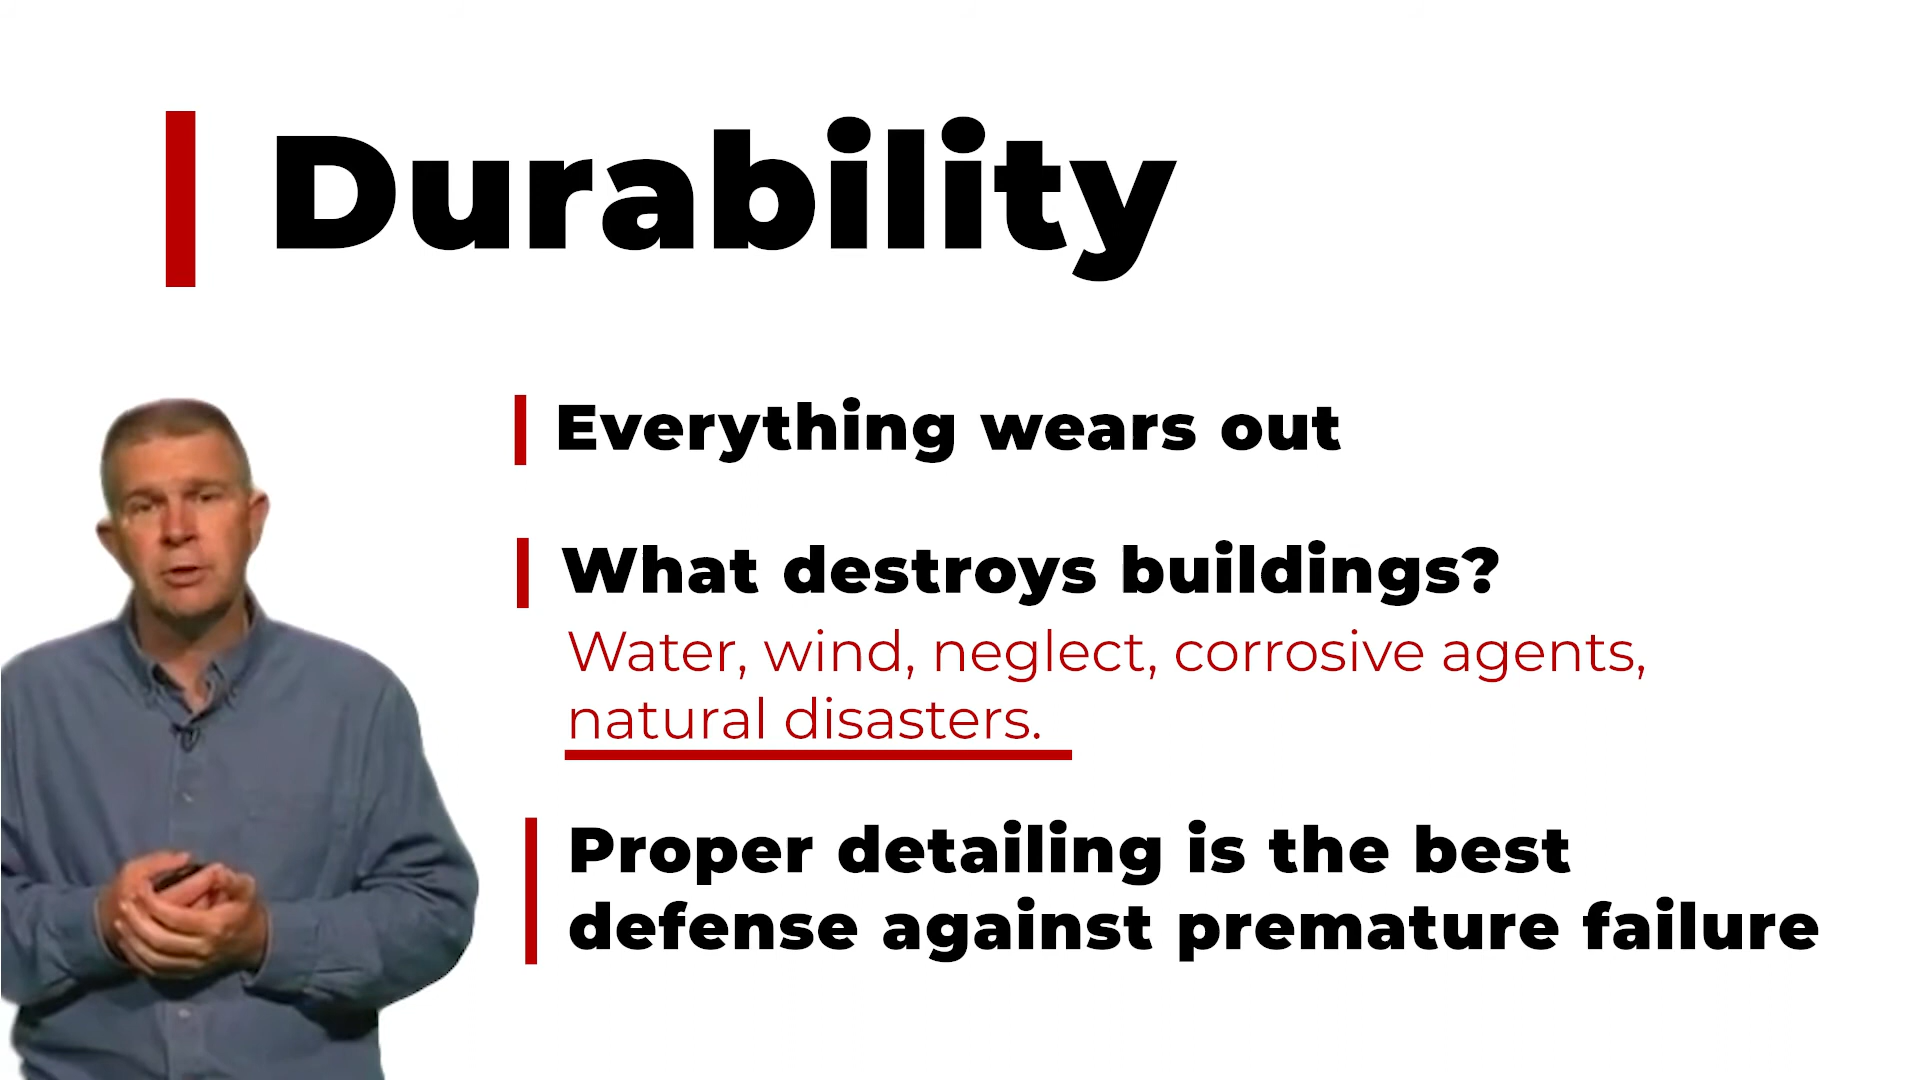 Durability
Everything wears out
What destroys buildings?
Water, wind, neglect, corrosive agents,
natural disasters.
Proper detailing is the best
defense against premature failure